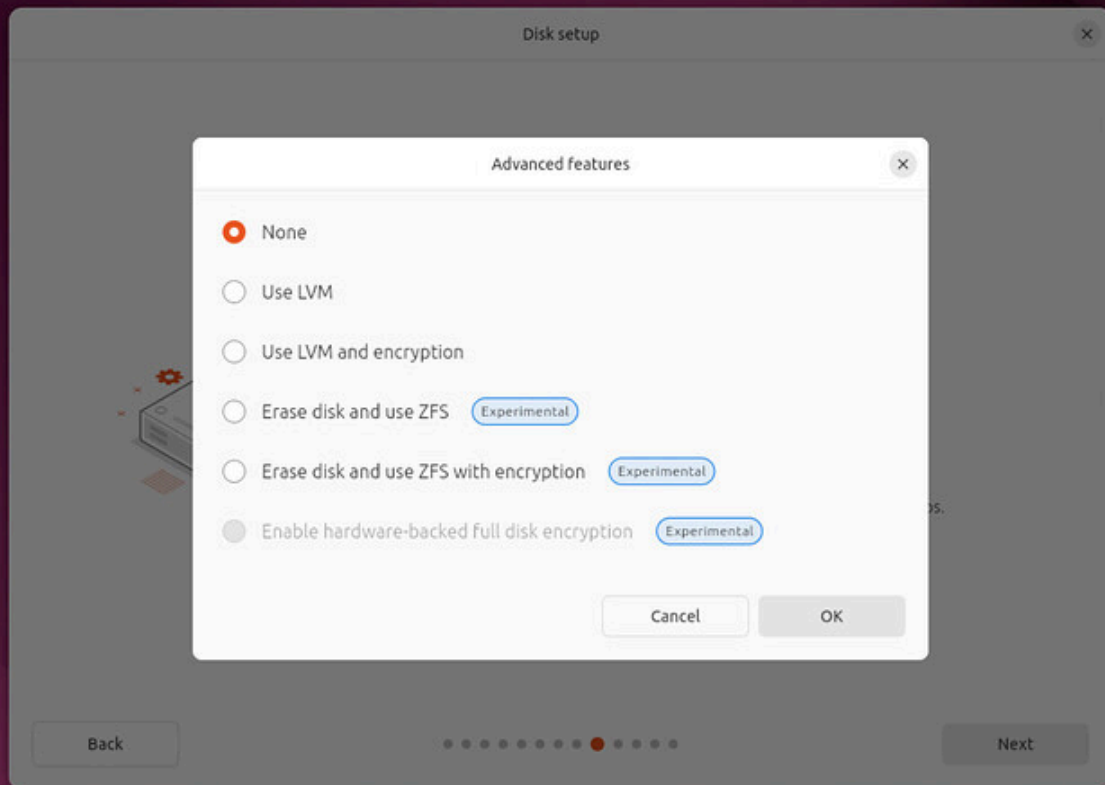 Disk setup
Advanced features
None
Use LVM
Use LVM and encryption
Erase disk and use ZFS Experimental
Erase disk and use ZFS with encryption Experimental
Enable hardware-backed full disk encryption Experimental
Cancel OK
Back Next